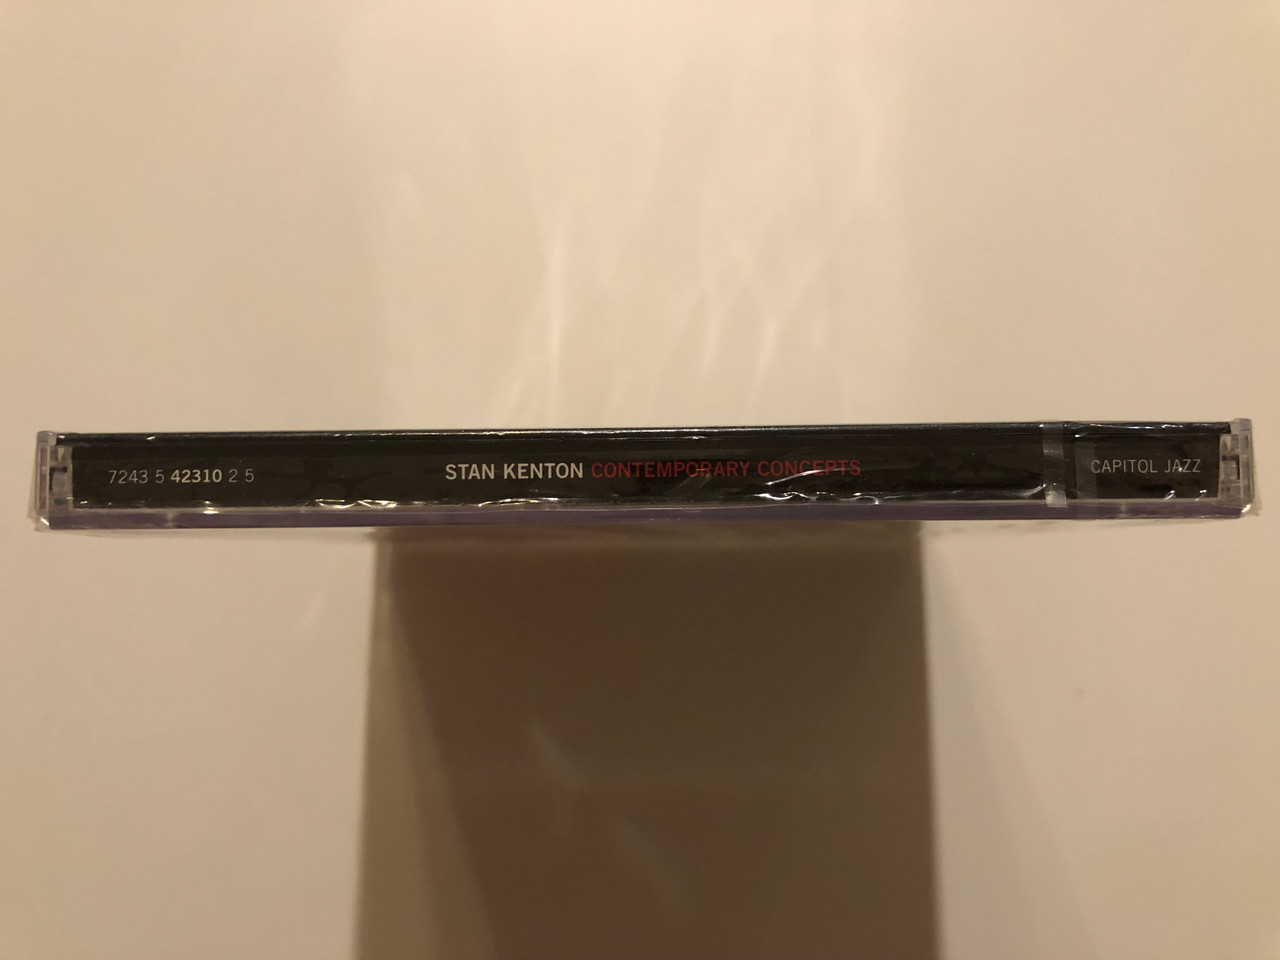 7243 5 42310 2 5 STAN KENTON CONTEMPORARY CONCEPTS CAPITOL JAZZ